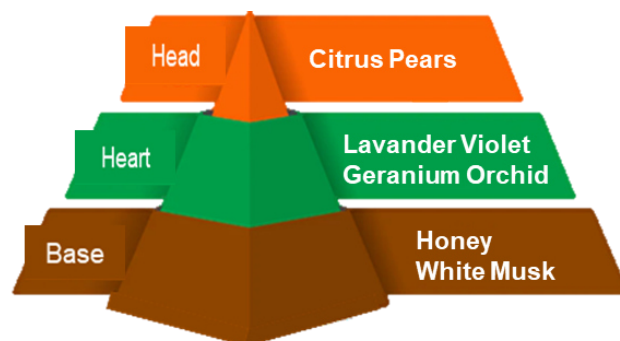 Head
Citrus Pears
Heart
Lavander Violet
Geranium Orchid
Base
Honey
White Musk